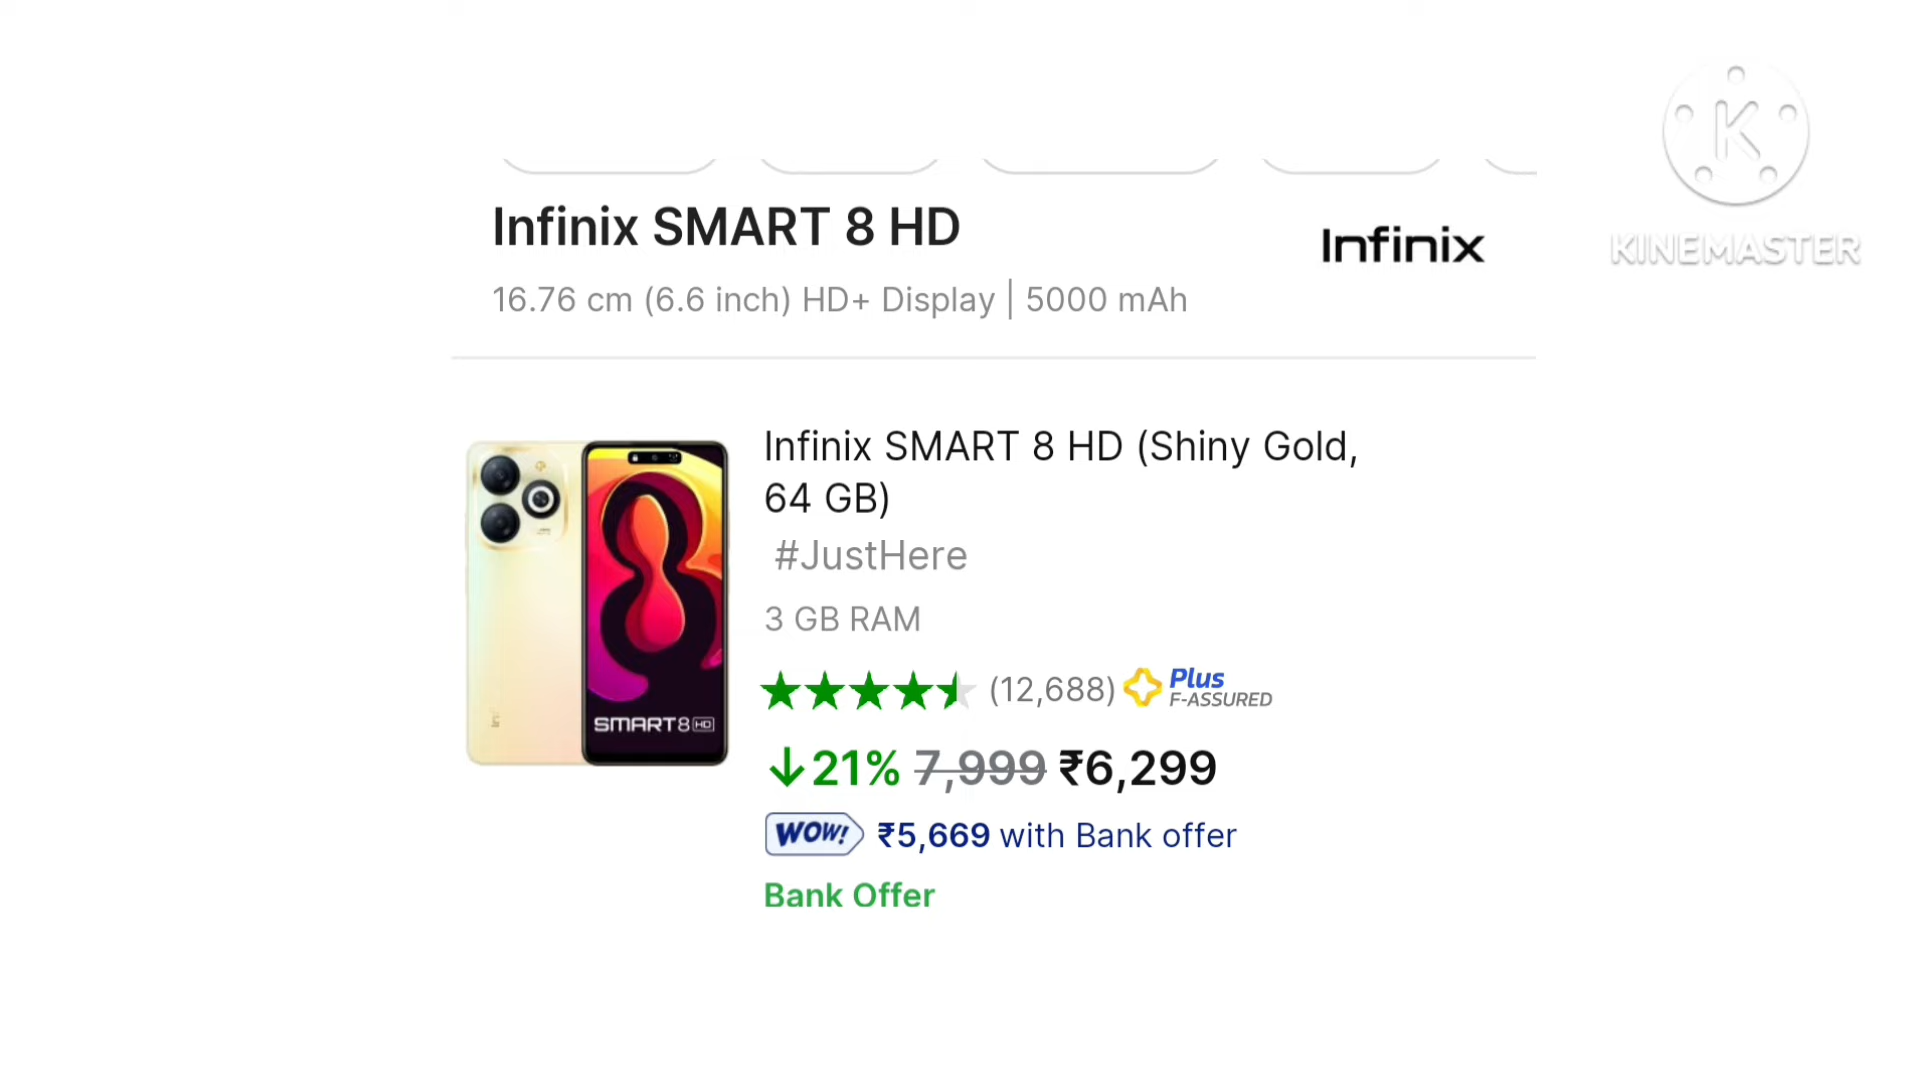 K
KINEMASTER
Infinix SMART 8 HD
Infinix
16.76 cm (6.6 inch) HD+ Display | 5000 mAh
Infinix SMART 8 HD (Shiny Gold,
64 GB)
#JustHere
3 GB RAM
(12,688) Plus
F-ASSURED
SMART8 HD
↓21% 7,999 ₹6,299
WOW! ₹5,669 with Bank offer
Bank Offer